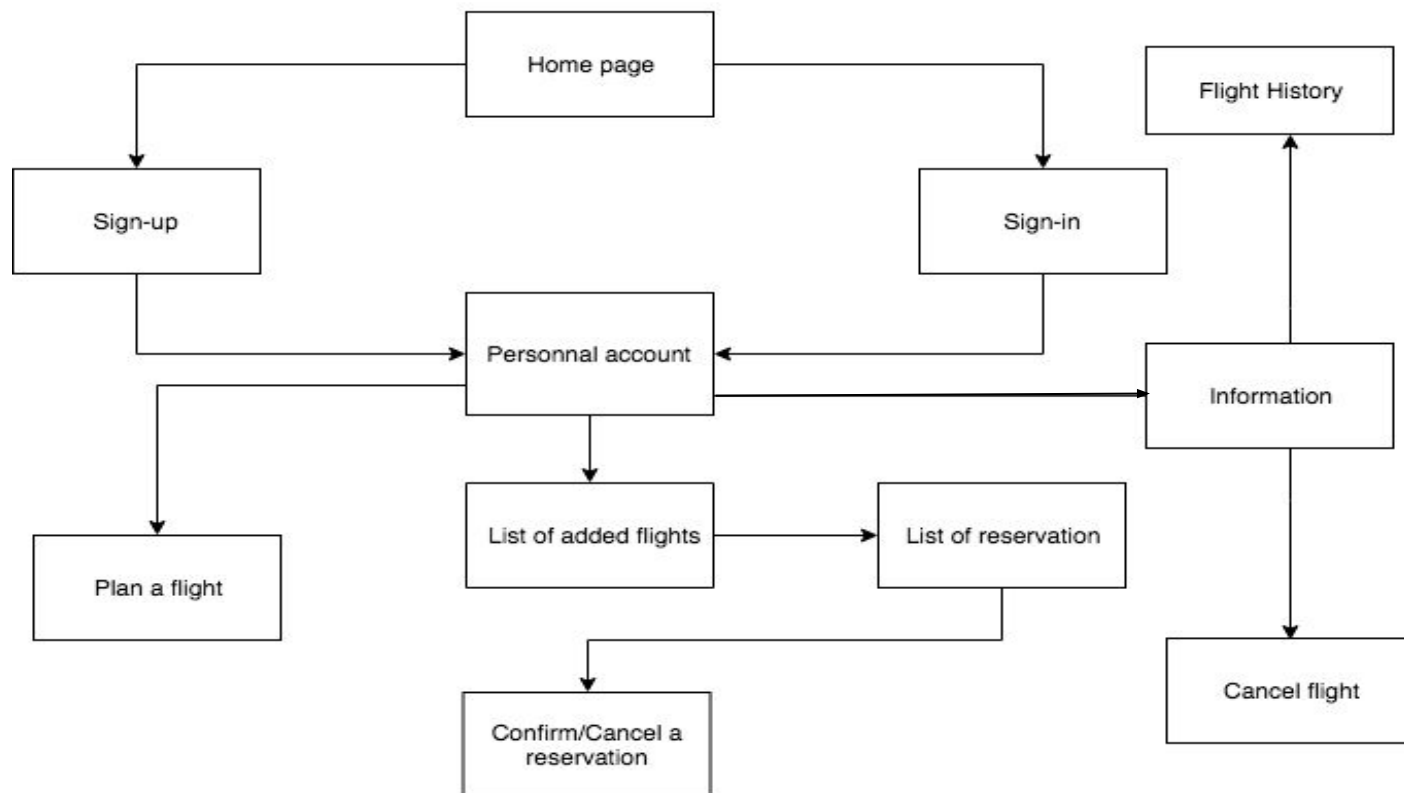 Home page
Flight History
Sign-up
Sign-in
Personnal account
Information
List of added flights
List of reservation
Plan a flight
Cancel flight
Confirm/Cancel a
reservation